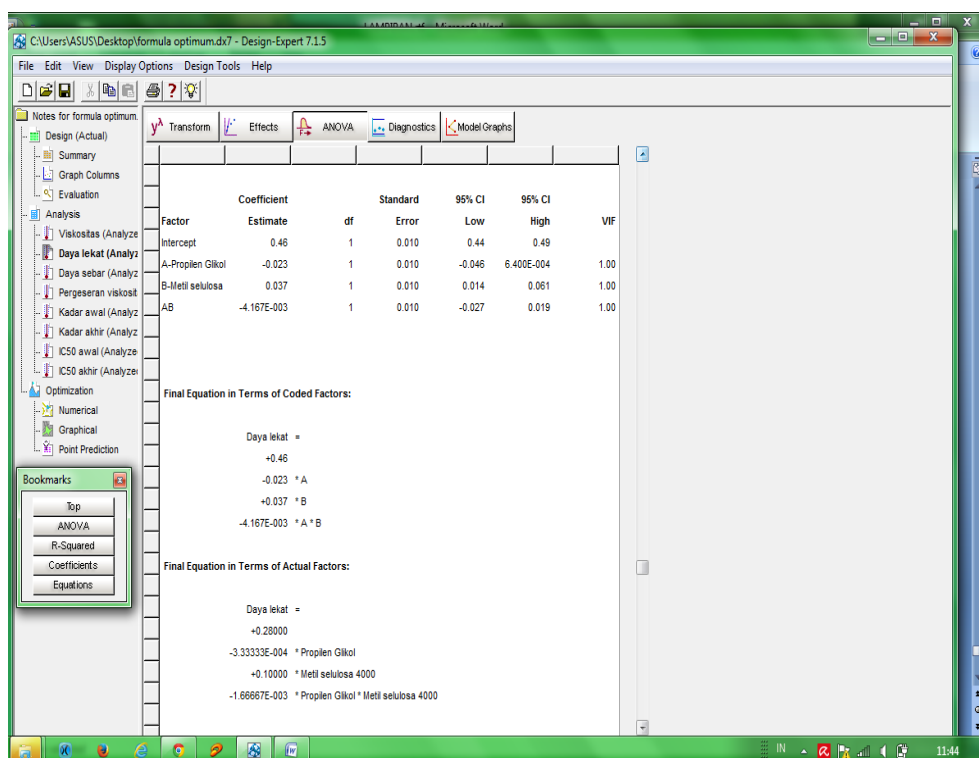 LAMPIRAN.rtf - Microsoft Word
C:\Users\ASUS\Desktop\formula optimum.dx7 - Design-Expert 7.1.5
File Edit View Display Options Design Tools Help
Notes for formula optimum.
Design (Actual)
Summary
Graph Columns
Evaluation
Analysis
Viskositas (Analyze
Daya lekat (Analyz
Daya sebar (Analyz
Pergeseran viskosit
Kadar awal (Analyz
Kadar akhir (Analyz
IC50 awal (Analyze
IC50 akhir (Analyze
Optimization
Numerical
Graphical
Point Prediction
Bookmarks
Top
ANOVA
R-Squared
Coefficients
Equations
yλ Transform Effects ANOVA Diagnostics Model Graphs
Coefficient Standard 95% CI 95% CI
Factor Estimate df Error Low High VIF
Intercept 0.46 1 0.010 0.44 0.49
A-Propilen Glikol -0.023 1 0.010 -0.046 6.400E-004 1.00
B-Metil selulosa 0.037 1 0.010 0.014 0.061 1.00
AB -4.167E-003 1 0.010 -0.027 0.019 1.00
Final Equation in Terms of Coded Factors:
Daya lekat =
+0.46
-0.023 * A
+0.037 * B
-4.167E-003 * A * B
Final Equation in Terms of Actual Factors:
Daya lekat =
+0.28000
-3.33333E-004 * Propilen Glikol
+0.10000 * Metil selulosa 4000
-1.66667E-003 * Propilen Glikol * Metil selulosa 4000
IN 11:44